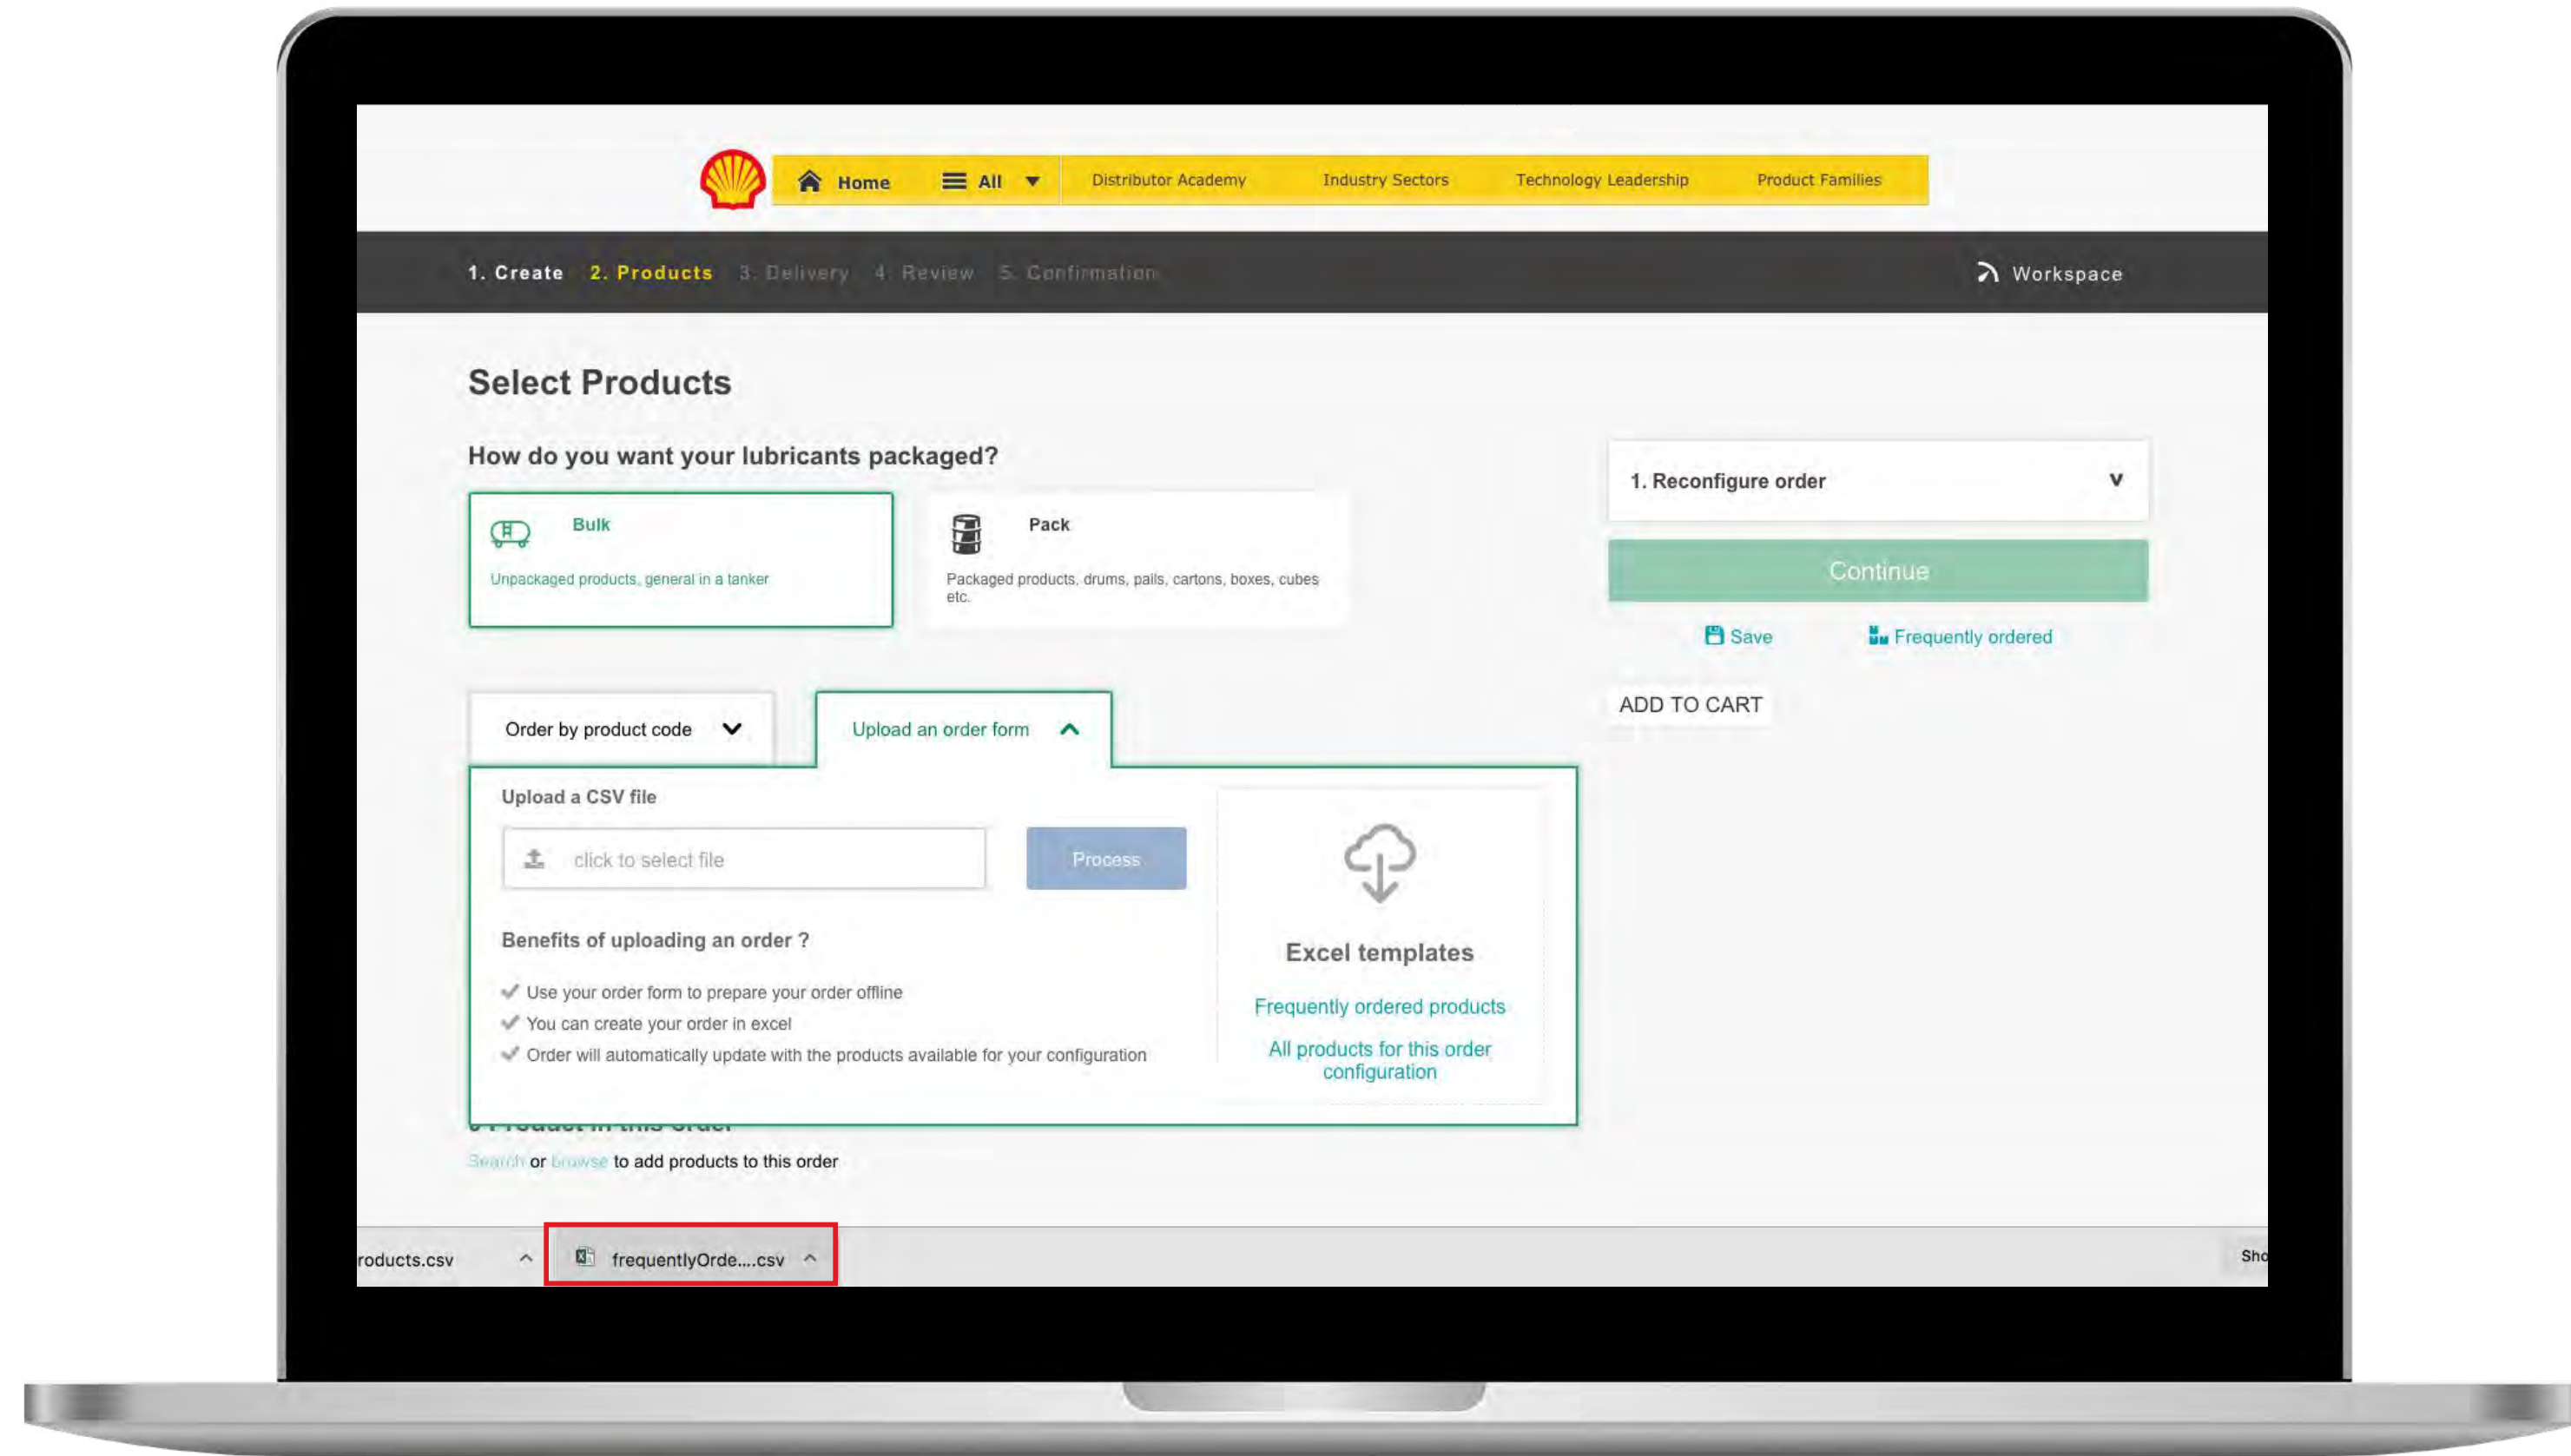 Home All Distributor Academy Industry Sectors Technology Leadership Product Families
1. Create 2. Products 3. Delivery 4. Review 5. Confirmation Workspace
Select Products
How do you want your lubricants packaged?
Bulk
Unpackaged products, general in a tanker
Pack
Packaged products, drums, pails, cartons, boxes, cubes
etc.
1. Reconfigure order
Continue
Save Frequently ordered
ADD TO CART
Order by product code
Upload an order form
Upload a CSV file
click to select file
Process
Benefits of uploading an order ?
Use your order form to prepare your order offline
You can create your order in excel
Order will automatically update with the products available for your configuration
Excel templates
Frequently ordered products
All products for this order
configuration
Product in this order
Search or browse to add products to this order
roducts.csv
frequentlyOrde....csv
Sho